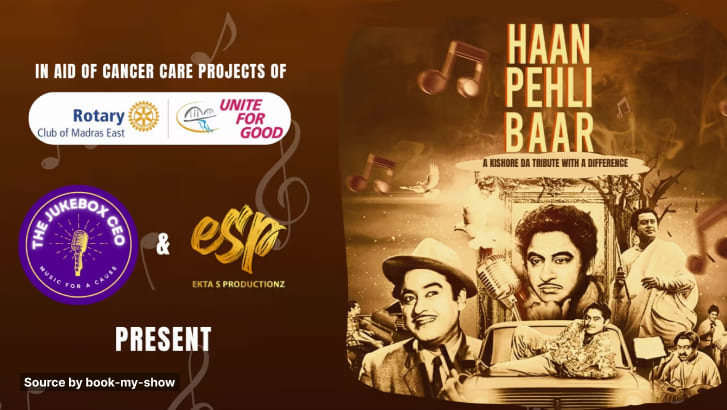 IN AID OF CANCER CARE PROJECTS OF
Rotary
Club of Madras East
UNITE
FOR
GOOD
THE JUKEBOX CEO
MUSIC FOR A CAUSE
&
esp
EKTA S PRODUCTIONZ
PRESENT
HAAN
PEHLI
BAAR
A KISHORE DA TRIBUTE WITH A DIFFERENCE
Source by book-my-show